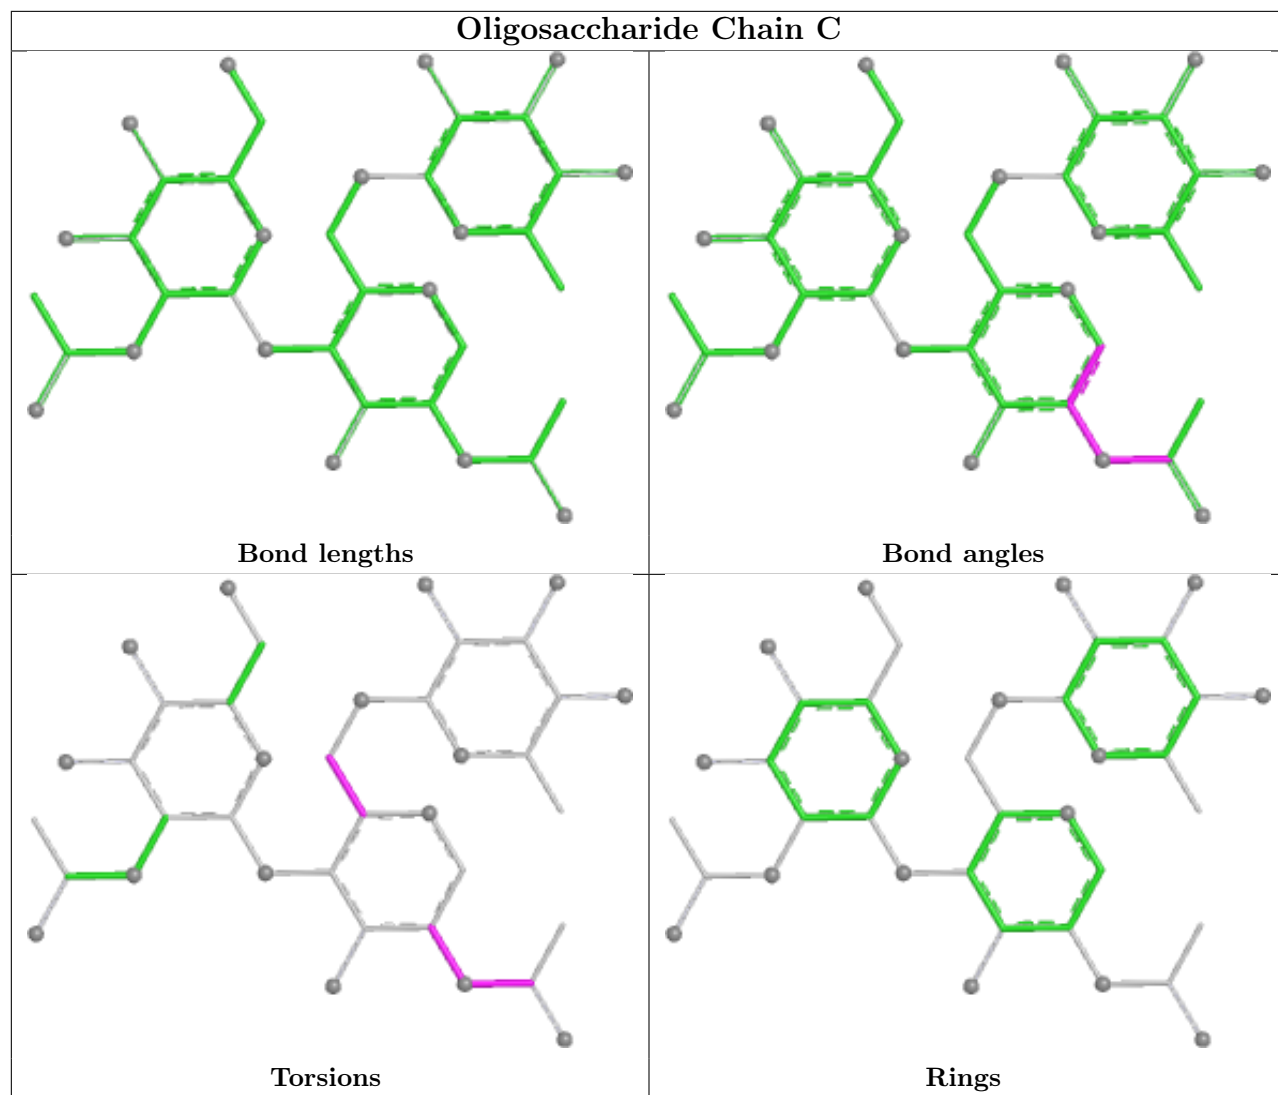 Oligosaccharide Chain C
Bond lengths
Bond angles
Torsions
Rings